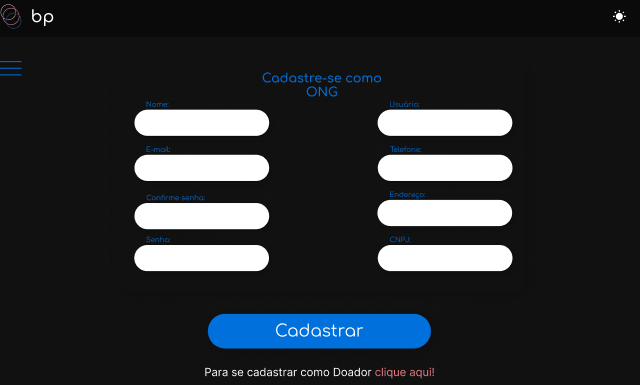 bp
Cadastre-se como
ONG
Nome:
Usuário:
E-mail:
Telefone:
Confirme-senha:
Endereço:
Senha:
CNPJ:
Cadastrar
Para se cadastrar como Doador clique aqui!